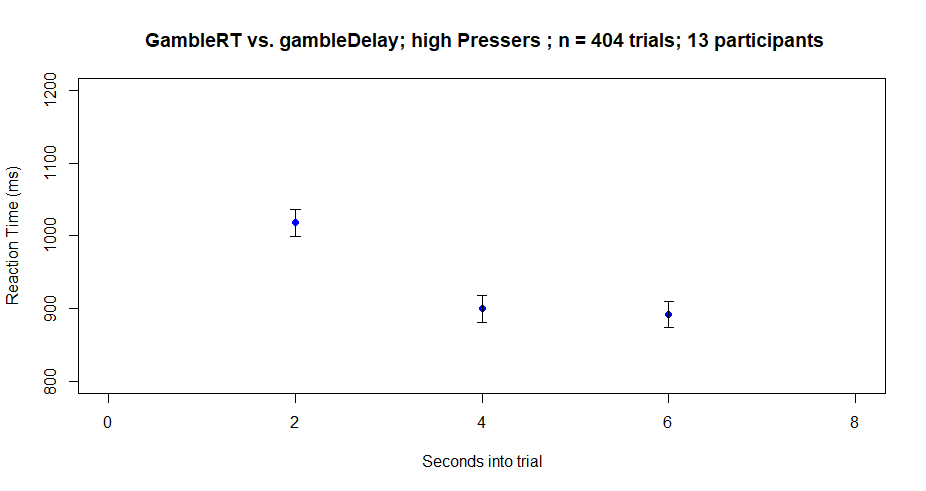 GambleRT vs. gambleDelay; high Pressers ; n = 404 trials; 13 participants
Reaction Time (ms)
1200
1100
1000
900
800
0 2 4 6 8
Seconds into trial